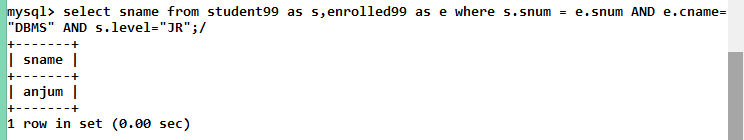 mysql> select sname from student99 as s,enrolled99 as e where s.snum = e.snum AND e.cname=
"DBMS" AND s.level="JR";/
+-------+
| sname |
+-------+
| anjum |
+-------+
1 row in set (0.00 sec)